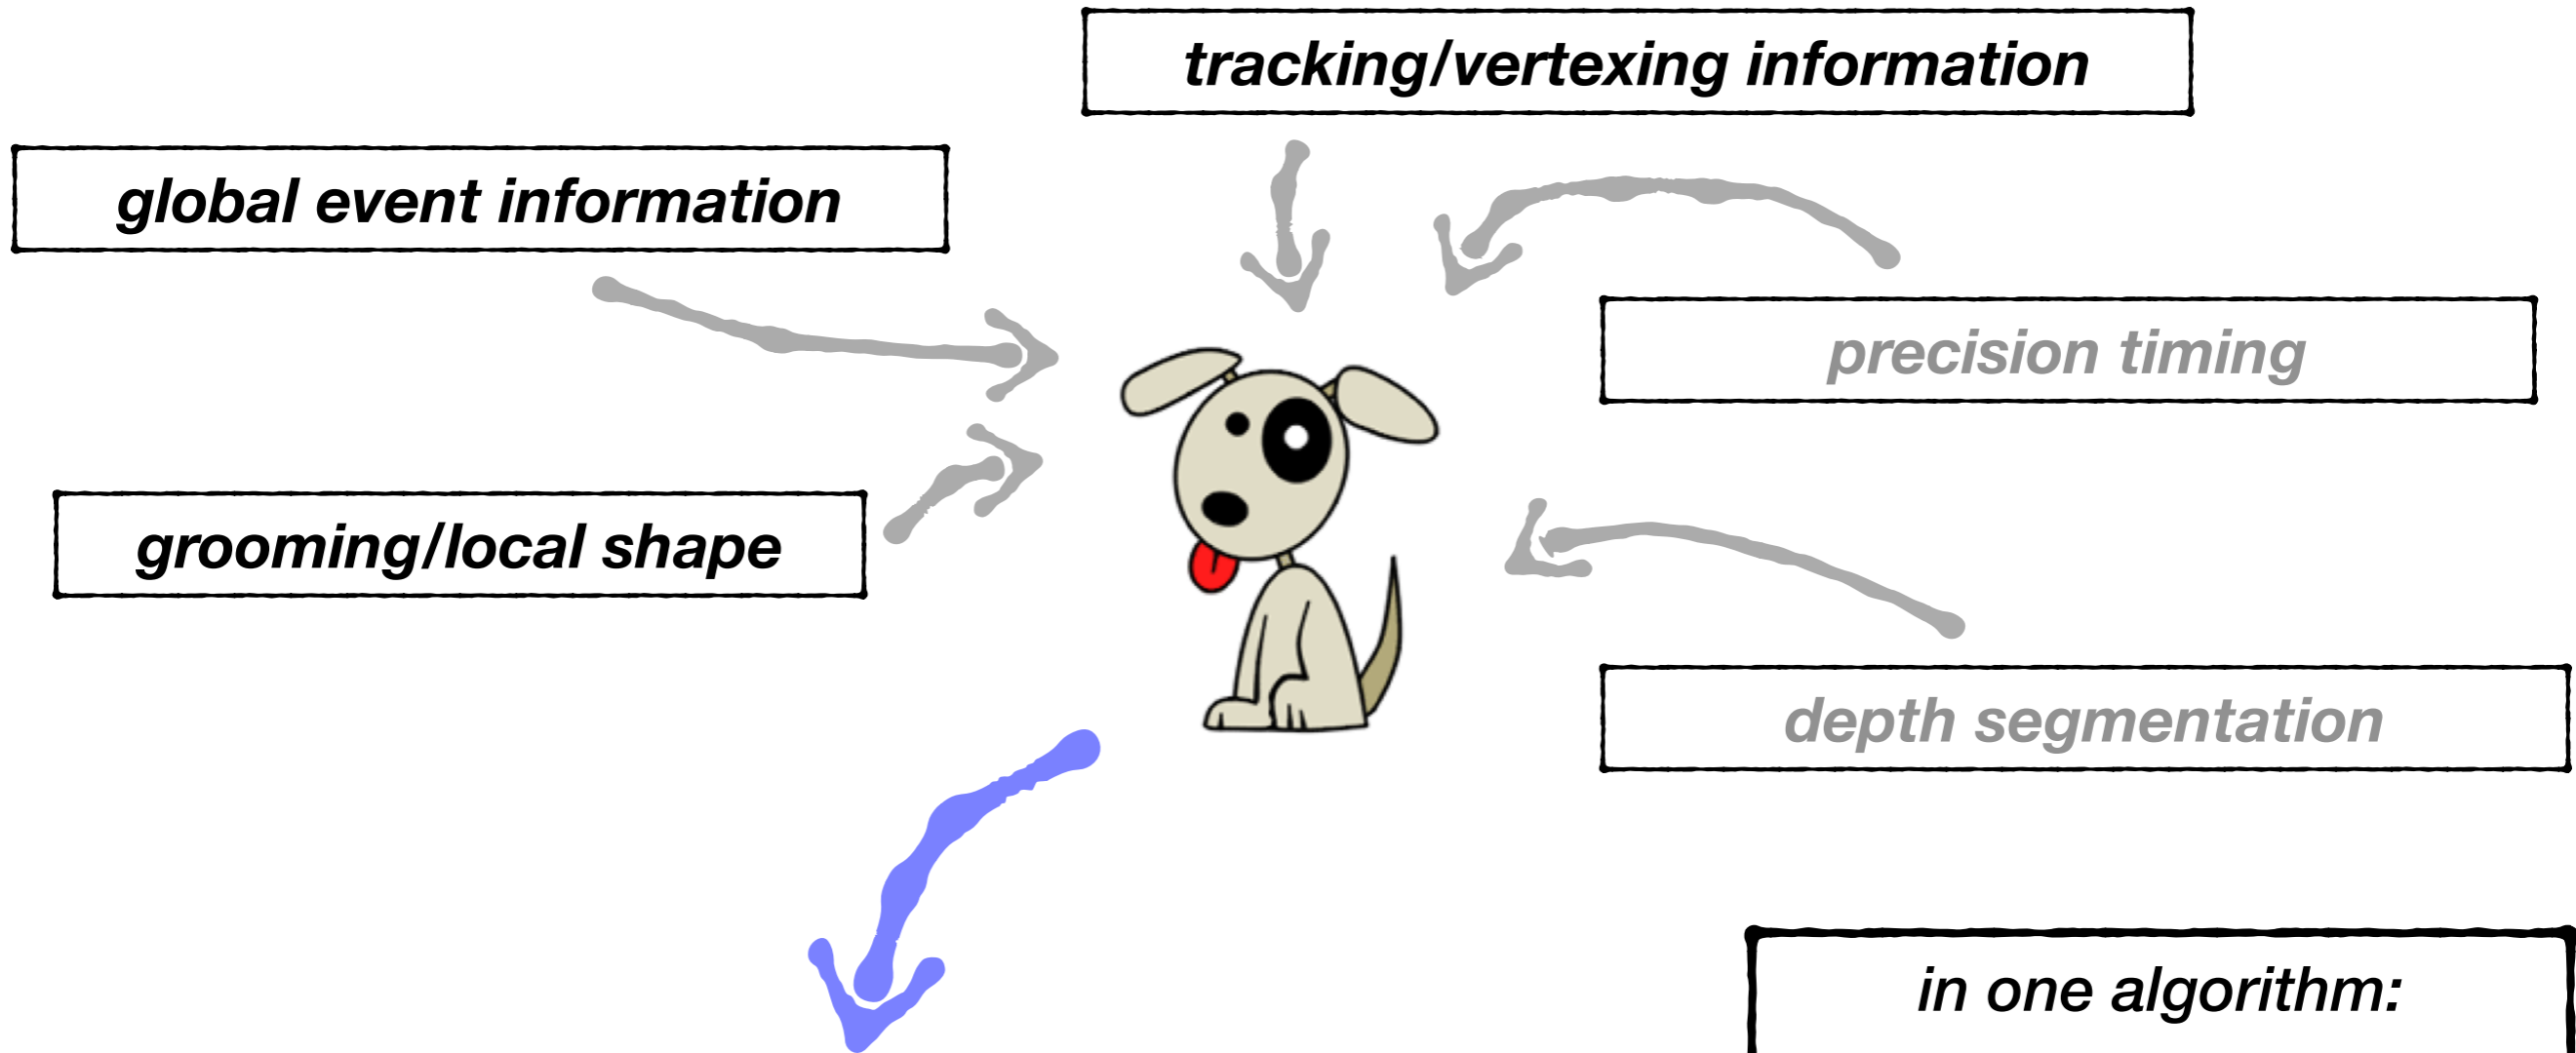 tracking/vertexing information
global event information
precision timing
grooming/local shape
depth segmentation
in one algorithm: